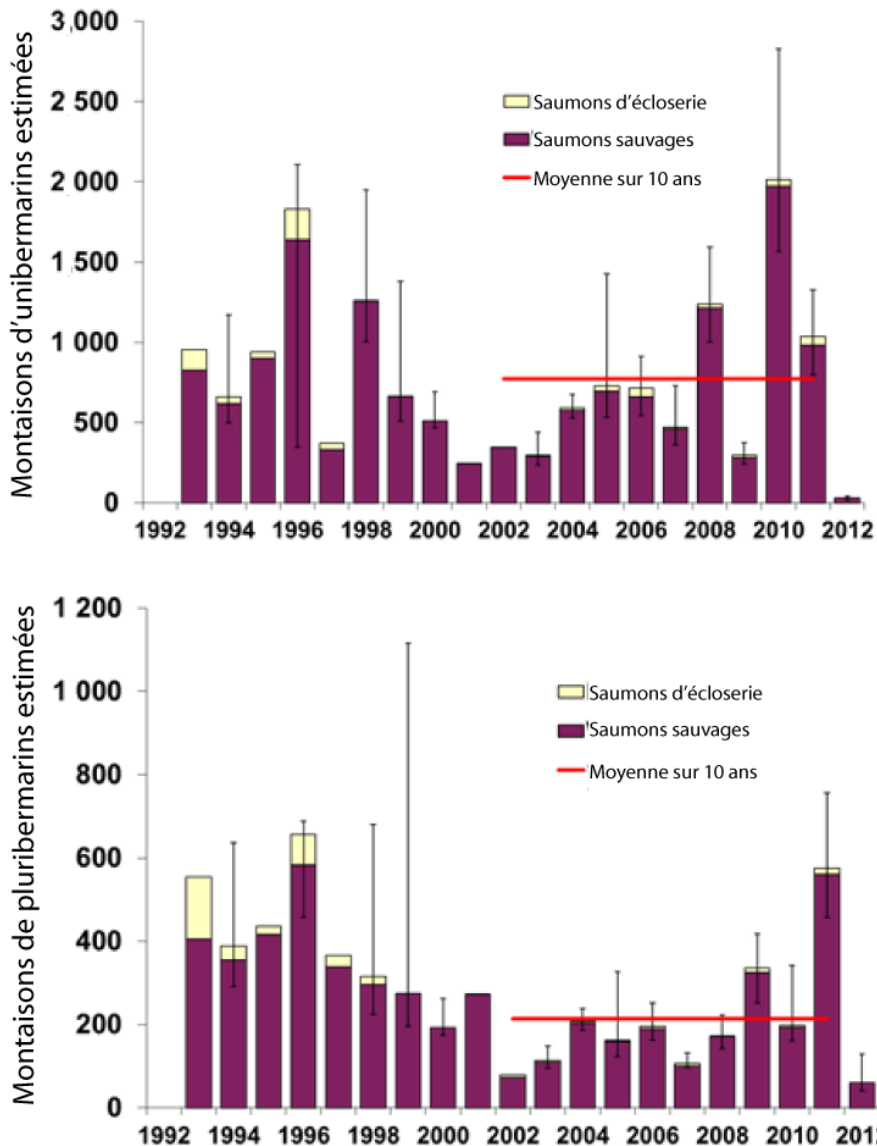 Montaisons d'unibermarins estimées
3 000
2 500
2 000
1 500
1 000
500
0
Saumons d'écloserie
Saumons sauvages
Moyenne sur 10 ans
1992 1994 1996 1998 2000 2002 2004 2006 2008 2010 2012
Montaisons de pluribermarins estimées
1 200
1 000
800
600
400
200
0
Saumons d'écloserie
Saumons sauvages
Moyenne sur 10 ans
1992 1994 1996 1998 2000 2002 2004 2006 2008 2010